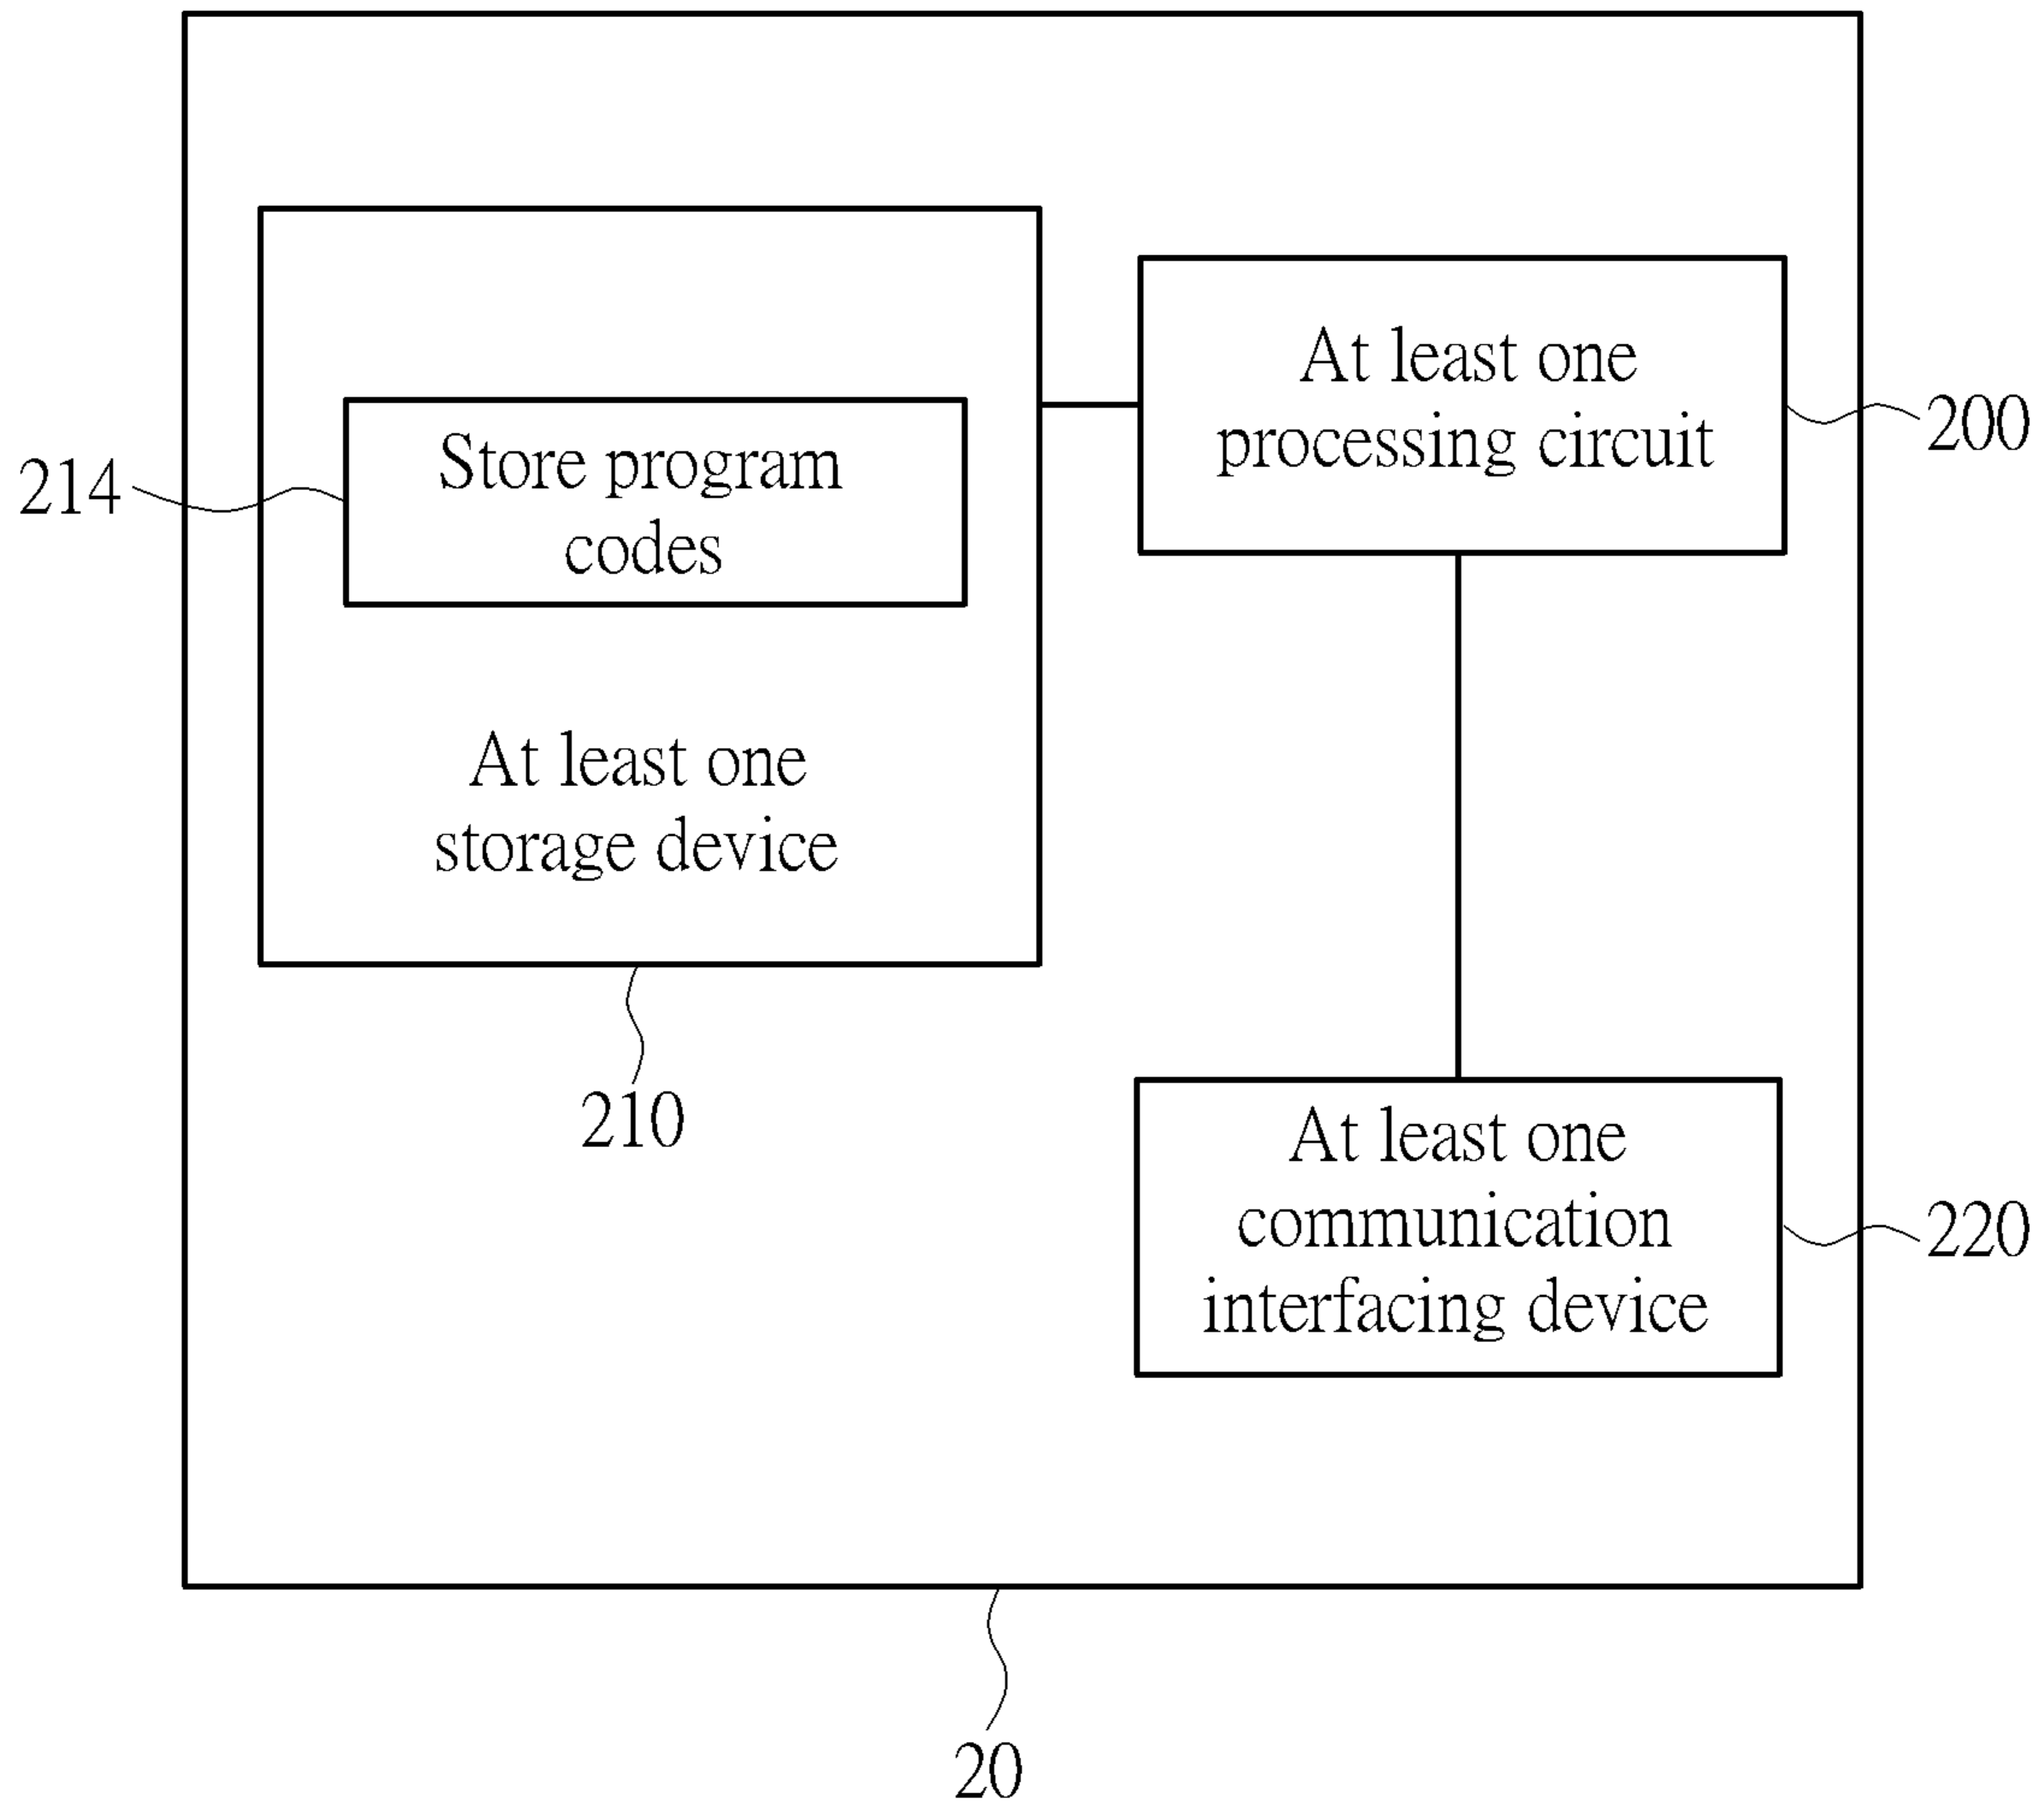 At least one
processing circuit
200
Store program
codes
214
At least one
storage device
210
At least one
communication
interfacing device
220
20